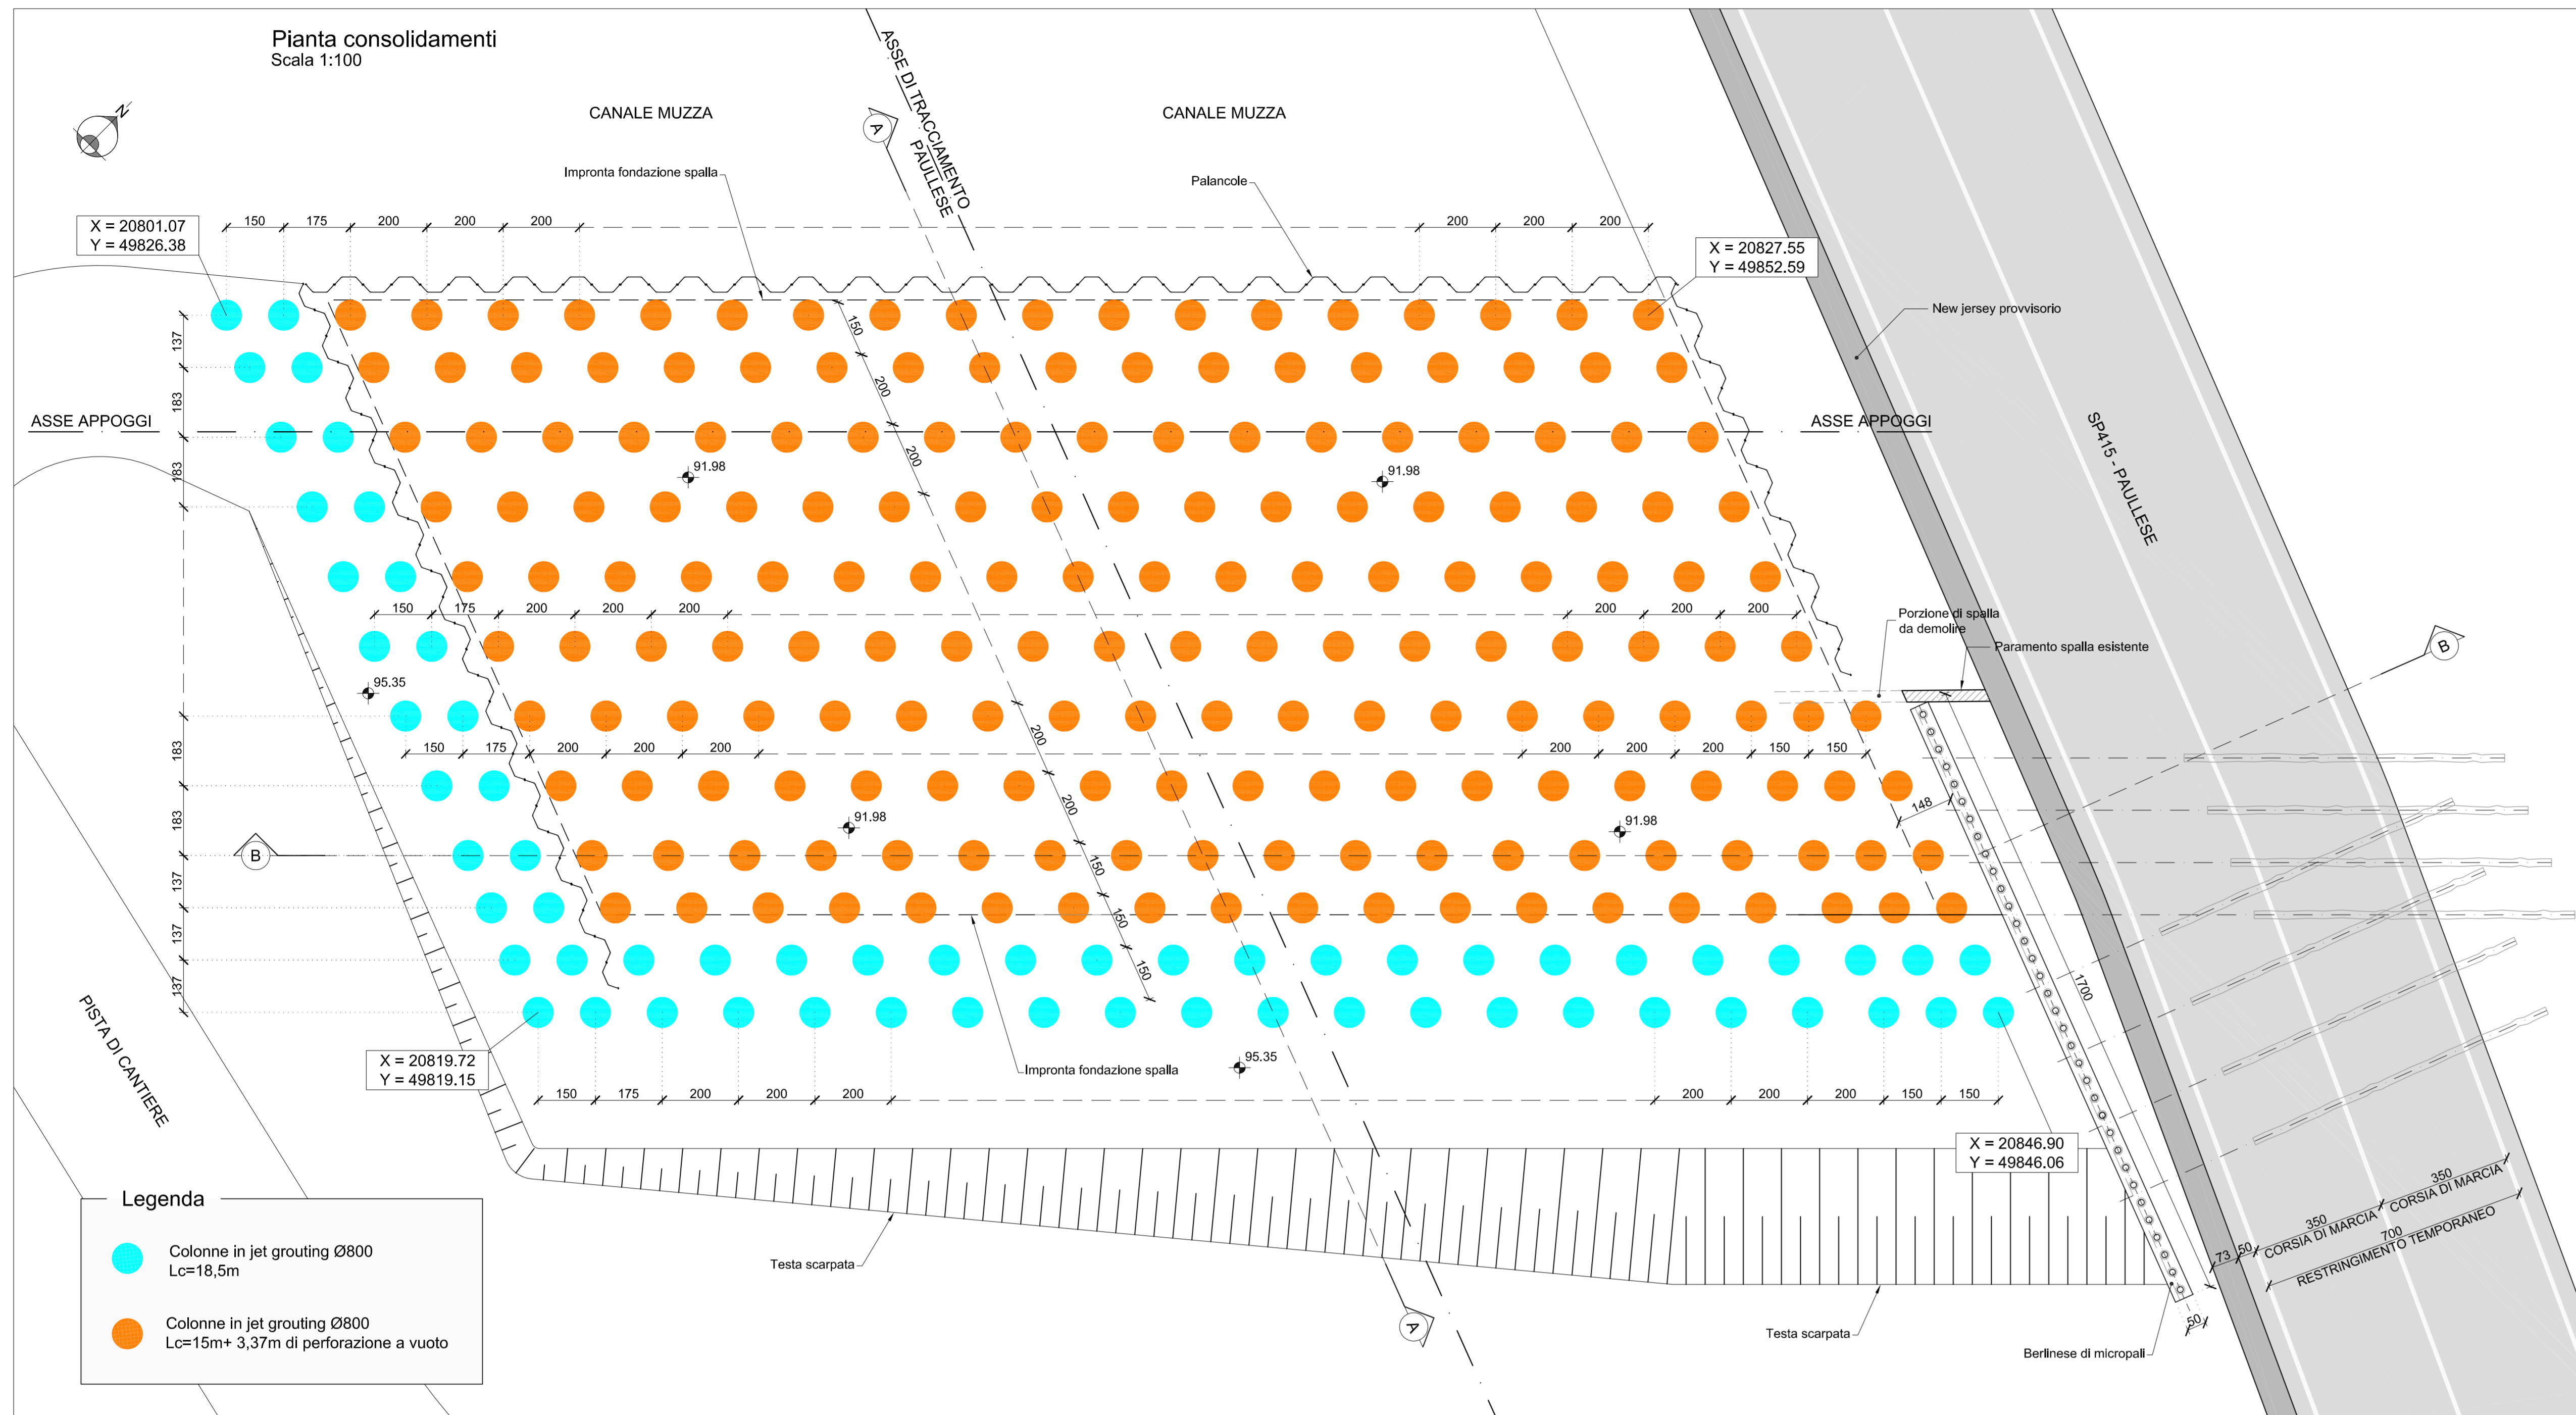 Pianta consolidamenti
Scala 1:100
N
CANALE MUZZA
CANALE MUZZA
A
ASSE DI TRACCIAMENTO
PAULLESE
Impronta fondazione spalla
Palancole
X = 20801.07
Y = 49826.38
150
175
200
200
200
200
200
200
X = 20827.55
Y = 49852.59
New jersey provvisorio
137
183
183
150
200
200
ASSE APPOGGI
ASSE APPOGGI
SP415 - PAULLESE
91.98
91.98
150
175
200
200
200
200
200
200
Porzione di spalla
da demolire
Paramento spalla esistente
B
95.35
200
200
200
150
150
150
183
183
137
137
137
150
175
200
200
200
200
200
200
150
150
148
91.98
91.98
B
1700
PISTA DI CANTIERE
X = 20819.72
Y = 49819.15
Impronta fondazione spalla
95.35
150
175
200
200
200
200
200
200
150
150
X = 20846.90
Y = 49846.06
350
CORSIA DI MARCIA
350
CORSIA DI MARCIA
700
RESTRINGIMENTO TEMPORANEO
73
50
50
Testa scarpata
Testa scarpata
A
Berlinese di micropali
Legenda
Colonne in jet grouting Ø800
Lc=18,5m
Colonne in jet grouting Ø800
Lc=15m+ 3,37m di perforazione a vuoto